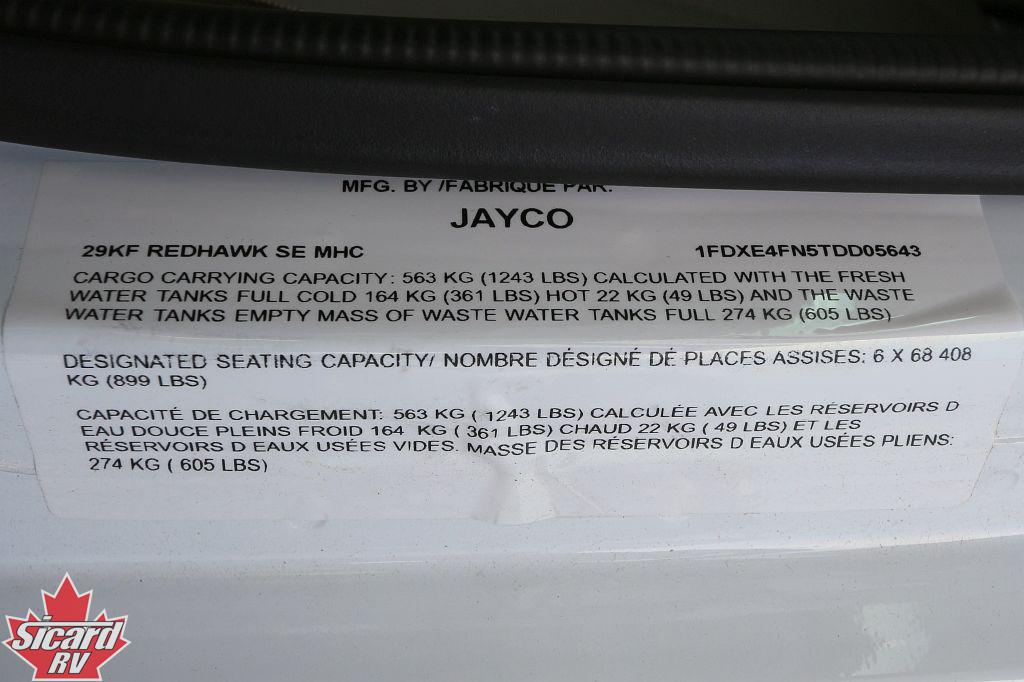 MFG. BY /FABRIQUE PAR.
JAYCO
29KF REDHAWK SE MHC 1FDXE4FN5TDD05643
CARGO CARRYING CAPACITY: 563 KG (1243 LBS) CALCULATED WITH THE FRESH
WATER TANKS FULL COLD 164 KG (361 LBS) HOT 22 KG (49 LBS) AND THE WASTE
WATER TANKS EMPTY MASS OF WASTE WATER TANKS FULL 274 KG (605 LBS)
DESIGNATED SEATING CAPACITY/ NOMBRE DÉSIGNÉ DE PLACES ASSISES: 6 X 68 408
KG (899 LBS)
CAPACITÉ DE CHARGEMENT: 563 KG ( 1243 LBS) CALCULÉE AVEC LES RÉSERVOIRS D
EAU DOUCE PLEINS FROID 164 KG ( 361 LBS) CHAUD 22 KG ( 49 LBS) ET LES
RÉSERVOIRS D EAUX USÉES VIDES. MASSE DES RÉSERVOIRS D EAUX USÉES PLIENS:
274 KG ( 605 LBS)
Sicard
RV